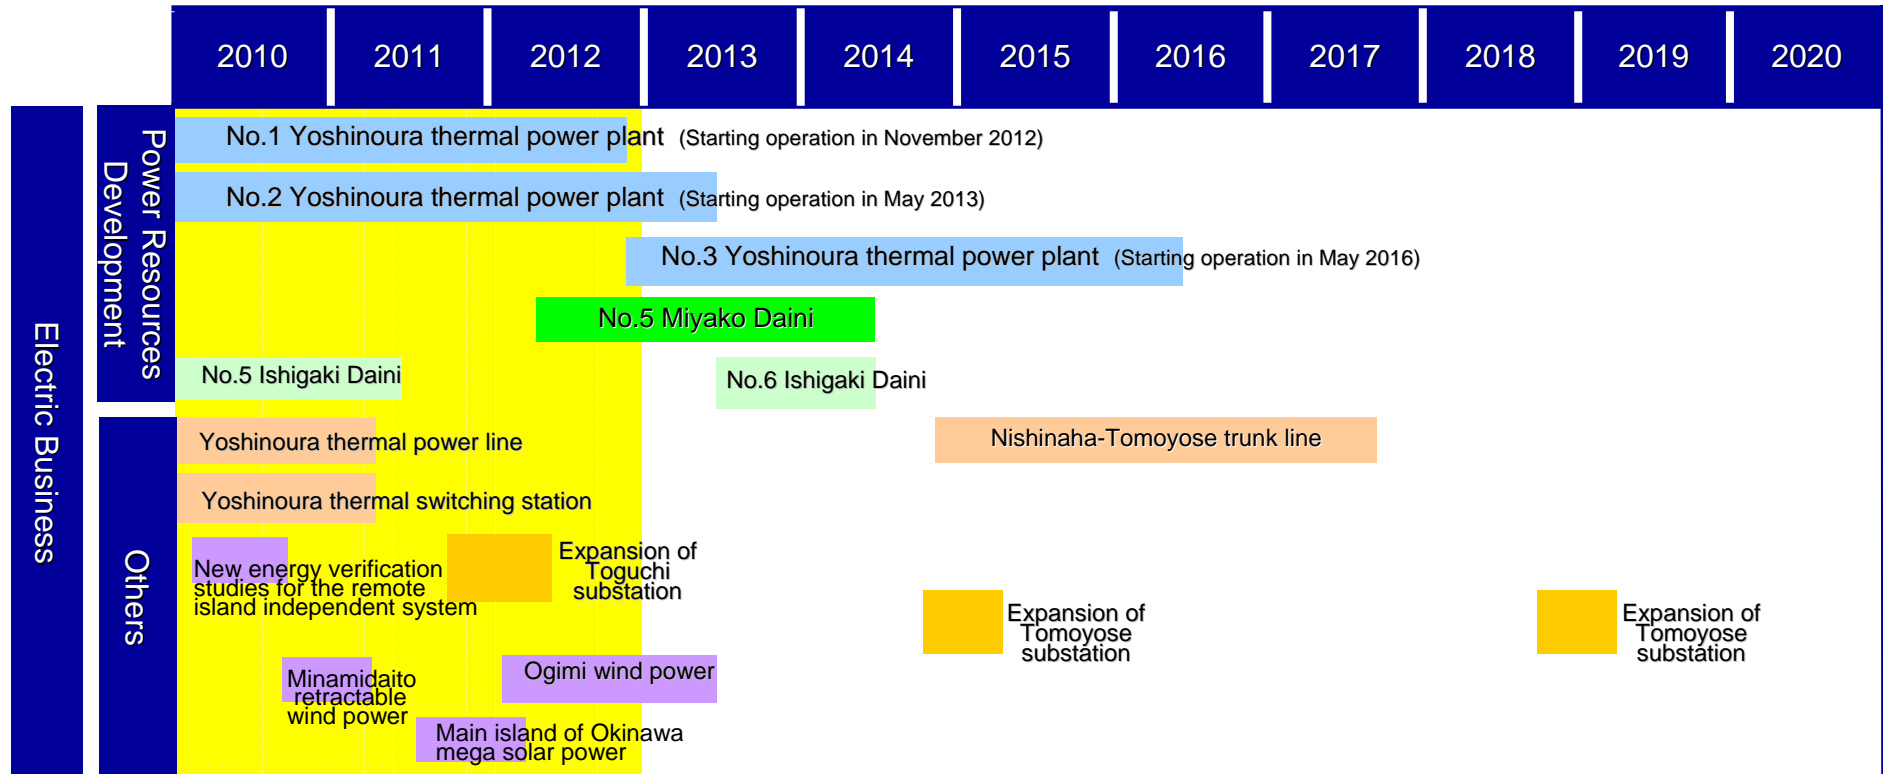 2010 2011 2012 2013 2014 2015 2016 2017 2018 2019 2020
Electric Business
Power Resources
Development
No.1 Yoshinoura thermal power plant (Starting operation in November 2012)
No.2 Yoshinoura thermal power plant (Starting operation in May 2013)
No.3 Yoshinoura thermal power plant (Starting operation in May 2016)
No.5 Miyako Daini
No.5 Ishigaki Daini
No.6 Ishigaki Daini
Others
Yoshinoura thermal power line
Nishinaha-Tomoyose trunk line
Yoshinoura thermal switching station
New energy verification
studies for the remote
island independent system
Expansion of
Toguchi
substation
Expansion of
Tomoyose
substation
Expansion of
Tomoyose
substation
Minamidaito
retractable
wind power
Ogimi wind power
Main island of Okinawa
mega solar power